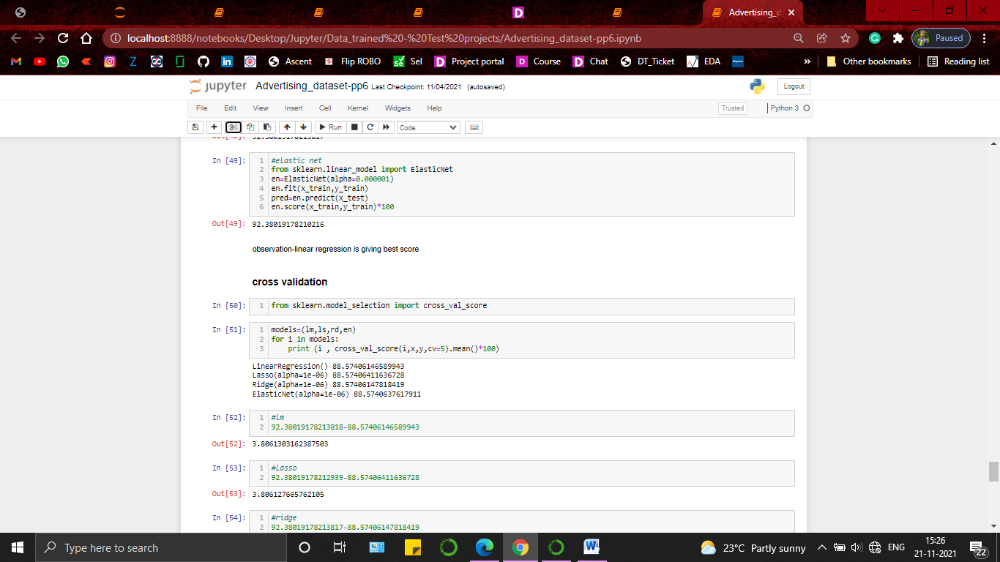 Advertising_d
localhost:8888/notebooks/Desktop/Jupyter/Data_trained%20-%20Test%20projects/Advertising_dataset-pp6.ipynb
Paused
Ascent
Flip ROBO
Sel
Project portal
Course
Chat
DT_Ticket
EDA
»
Other bookmarks
Reading list
jupyter Advertising_dataset-pp6 Last Checkpoint: 11/04/2021 (autosaved)
Logout
File Edit View Insert Cell Kernel Widgets Help
Trusted
Python 3
Run
Code
In [49]:
1 #elastic net
2 from sklearn.linear_model import ElasticNet
3 en=ElasticNet(alpha=0.000001)
4 en.fit(x_train,y_train)
5 pred=en.predict(x_test)
6 en.score(x_train,y_train)*100
Out[49]: 92.38019178210216
observation-linear regression is giving best score
cross validation
In [50]: 1 from sklearn.model_selection import cross_val_score
In [51]: 1 models=(lm,ls,rd,en)
2 for i in models:
3 print (i , cross_val_score(i,x,y,cv=5).mean()*100)
LinearRegression() 88.57406146589943
Lasso(alpha=1e-06) 88.57406411636728
Ridge(alpha=1e-06) 88.57406147818419
ElasticNet(alpha=1e-06) 88.5740637617911
In [52]: 1 #lm
2 92.38019178213818-88.57406146589943
Out[52]: 3.8061303162387503
In [53]: 1 #lasso
2 92.38019178212939-88.57406411636728
Out[53]: 3.806127665762105
In [54]: 1 #ridge
2 92.38019178213817-88.57406147818419
Type here to search
23°C Partly sunny
ENG
15:26
21-11-2021
22